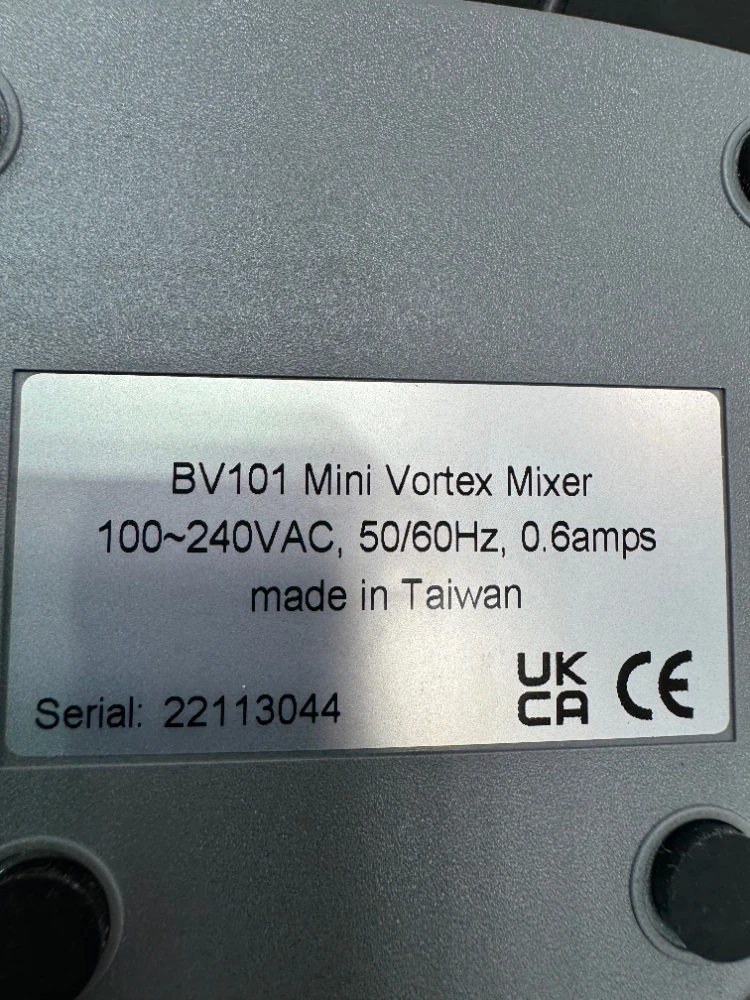 BV101 Mini Vortex Mixer
100~240VAC, 50/60Hz, 0.6amps
made in Taiwan
UK
CA CE
Serial: 22113044